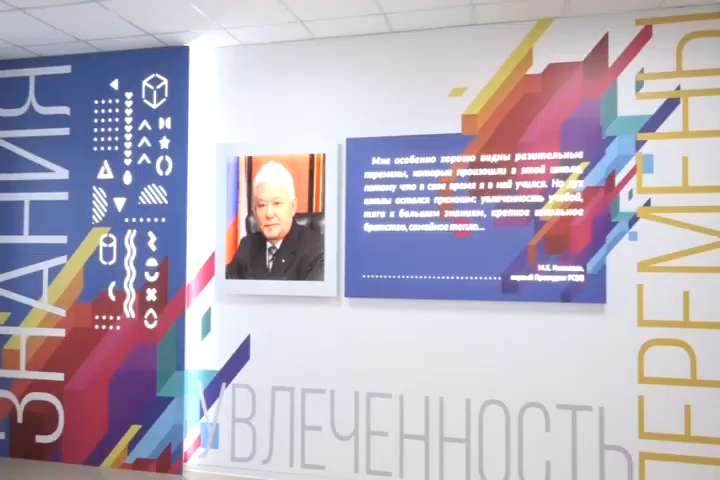 ЗНАНИЯ
Мне особенно хорошо видны разительные
перемены, которые произошли в этой школе,
потому что в свое время я в ней учился. Но дух
школы остался прежним: увлеченность учебой,
тяга к большим знаниям, крепкое школьное
братство, семейное тепло...
М.Е. Николаев,
первый Президент РС(Я)
УВЛЕЧЕННОСТЬ
ПЕРЕМЕНЫ